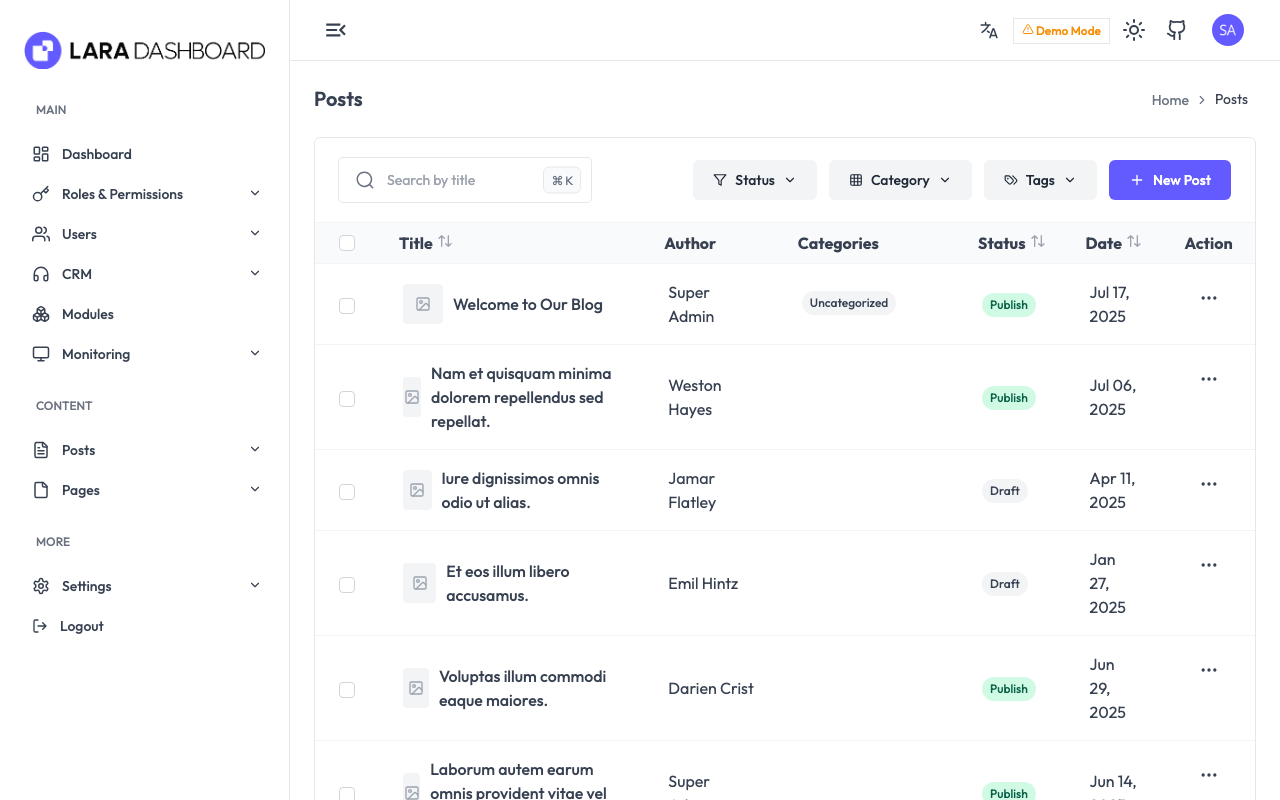 LARA DASHBOARD
Demo Mode
SA
MAIN
Dashboard
Roles & Permissions
Users
CRM
Modules
Monitoring
CONTENT
Posts
Pages
MORE
Settings
Logout
Posts
Home > Posts
Search by title
⌘ K
Status
Category
Tags
New Post
Title
Author
Categories
Status
Date
Action
Welcome to Our Blog
Super
Admin
Uncategorized
Publish
Jul 17,
2025
Nam et quisquam minima
dolorem repellendus sed
repellat.
Weston
Hayes
Publish
Jul 06,
2025
Iure dignissimos omnis
odio ut alias.
Jamar
Flatley
Draft
Apr 11,
2025
Et eos illum libero
accusamus.
Emil Hintz
Draft
Jan
27,
2025
Voluptas illum commodi
eaque maiores.
Darien Crist
Publish
Jun
29,
2025
Laborum autem earum
omnis provident vitae vel
Super
Publish
Jun 14,